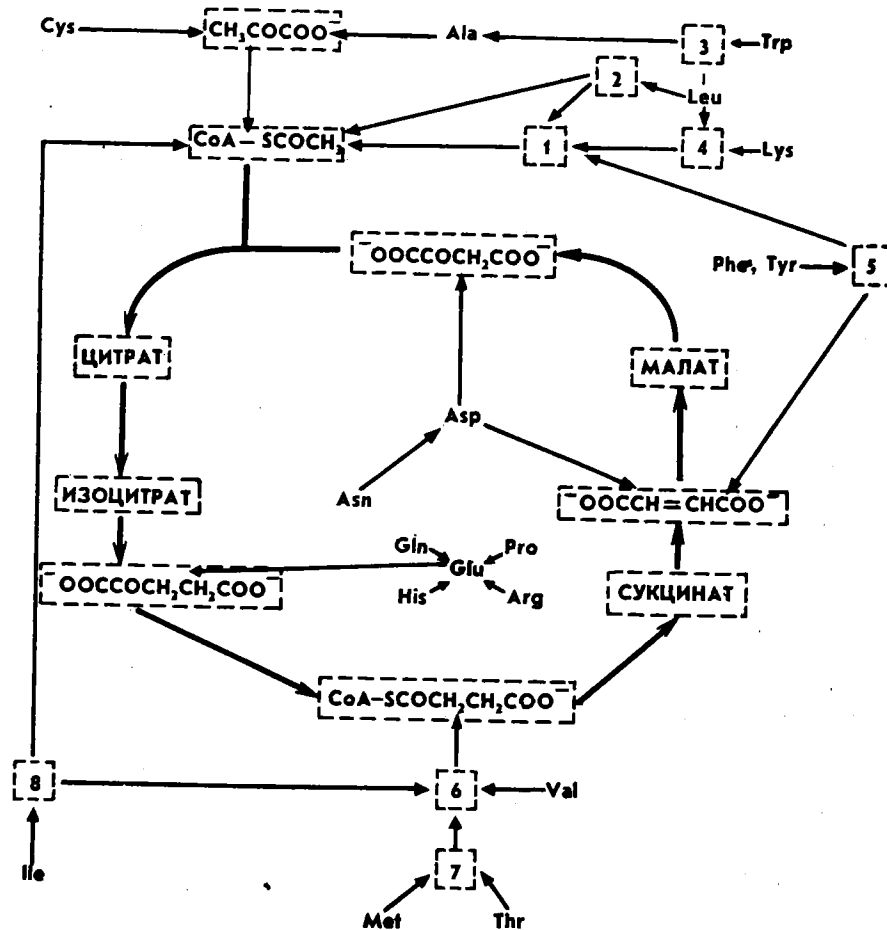 Cys
CH₃COCOO⁻
Ala
3
Trp
2
Leu
CoA–SCOCH₃
1
4
Lys
⁻OOCCOCH₂COO⁻
Phe, Tyr
5
ЦИТРАТ
МАЛАТ
Asp
ИЗОЦИТРАТ
Asn
⁻OOCCH=CHCOO⁻
Gln
Pro
Glu
⁻OOCCOCH₂CH₂COO⁻
His
Arg
СУКЦИНАТ
CoA–SCOCH₂CH₂COO⁻
8
6
Val
Ile
7
Met
Thr